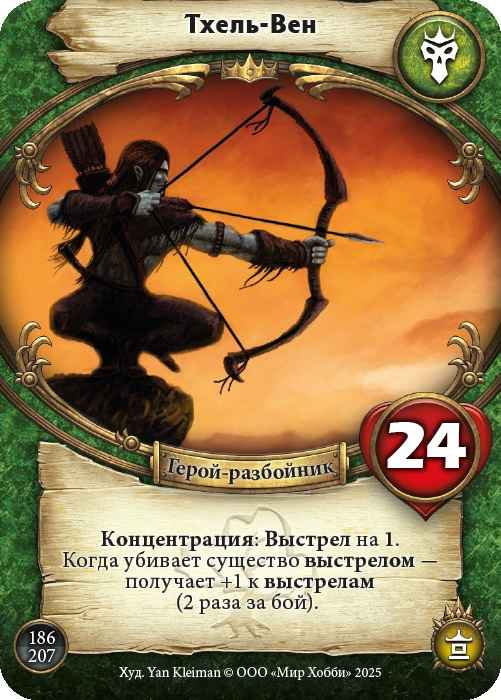 Тхель-Вен
Герой-разбойник
24
Концентрация: Выстрел на 1.
Когда убивает существо выстрелом —
получает +1 к выстрелам
(2 раза за бой).
186
207
Худ. Yan Kleiman © ООО «Мир Хобби» 2025